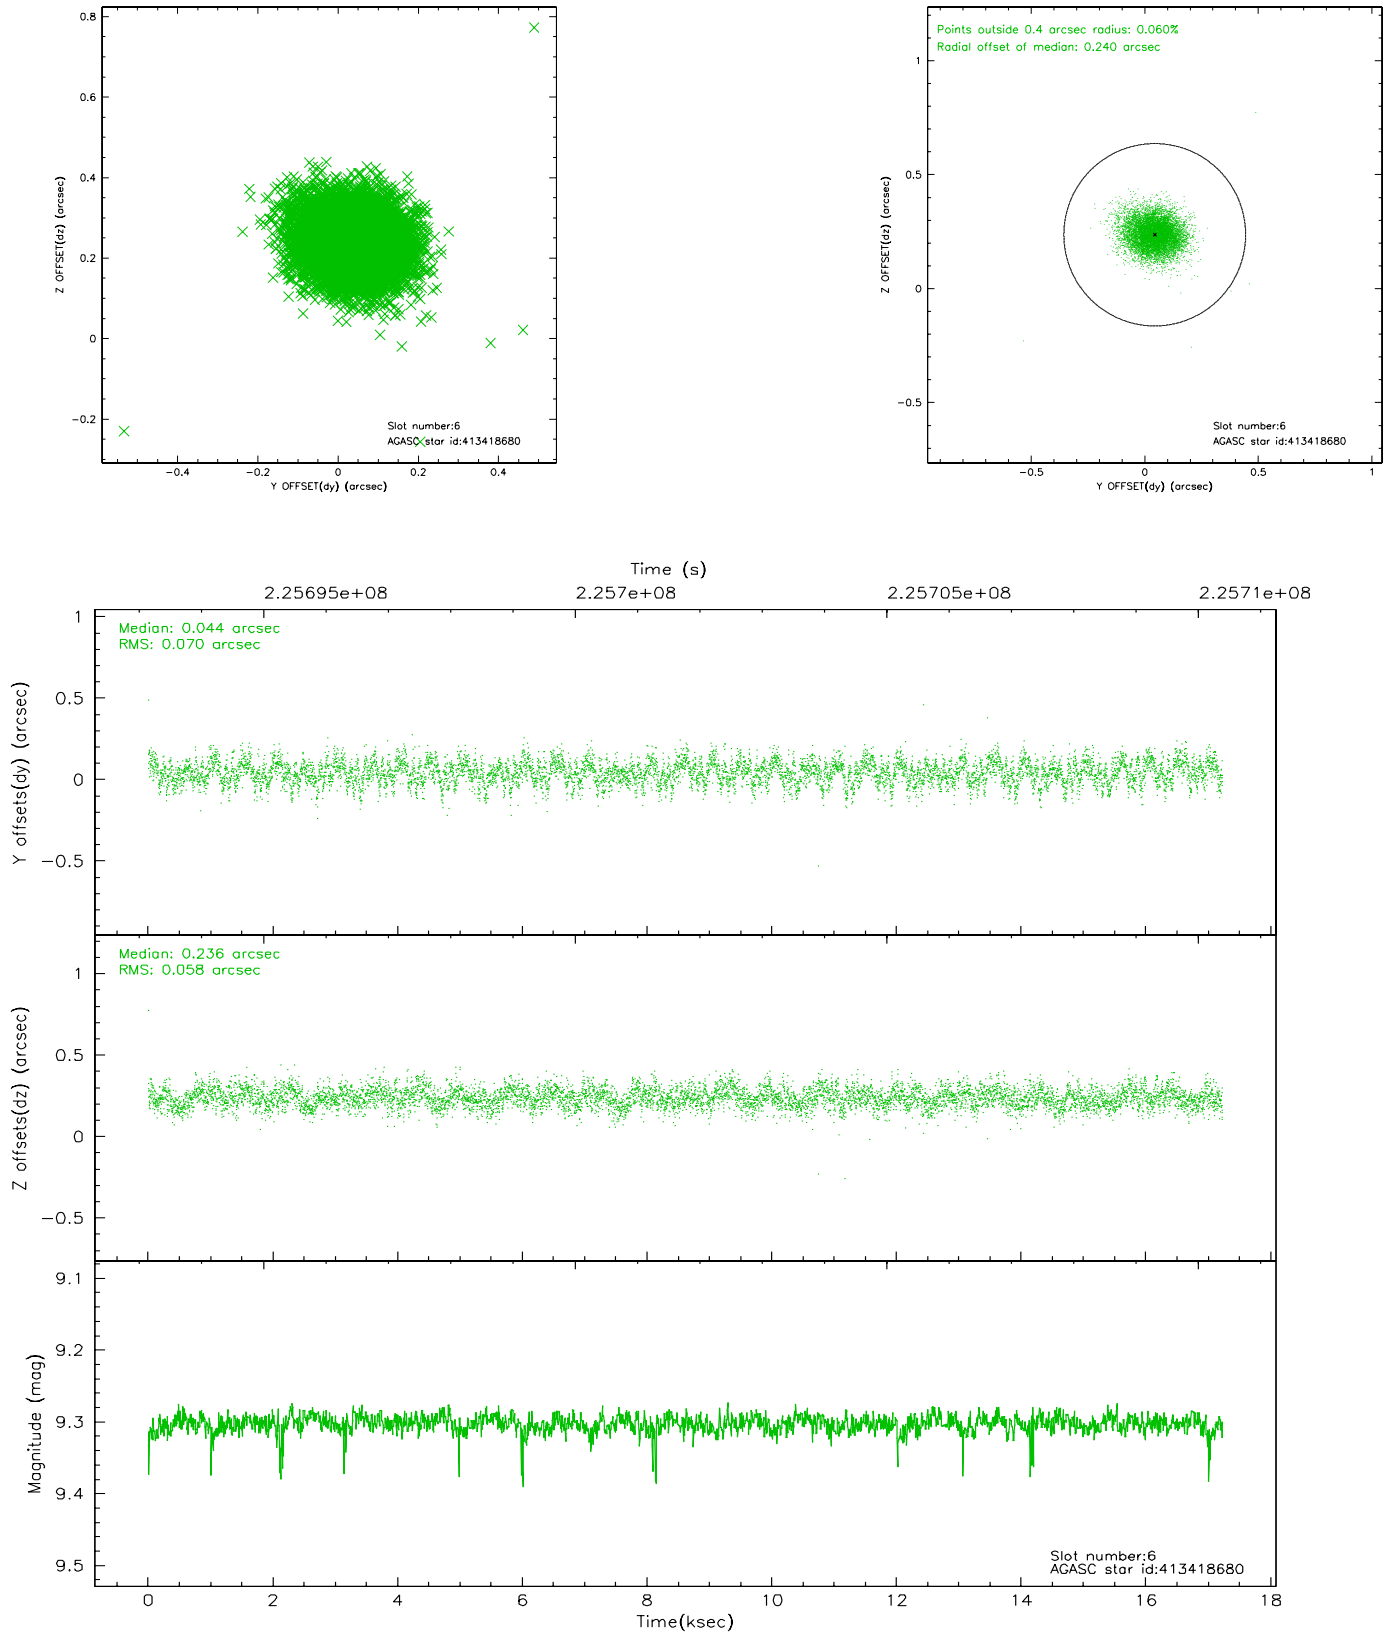 0.8
0.6
0.4
0.2
0
−0.2
Z OFFSET(dz) (arcsec)
−0.4
−0.2
0
0.2
0.4
Y OFFSET(dy) (arcsec)
Slot number:6
AGASC star id:413418680
Points outside 0.4 arcsec radius: 0.060%
Radial offset of median: 0.240 arcsec
1
0.5
0
−0.5
Z OFFSET(dz) (arcsec)
−0.5
0
0.5
1
Y OFFSET(dy) (arcsec)
Slot number:6
AGASC star id:413418680
Time (s)
2.25695e+08
2.257e+08
2.25705e+08
2.2571e+08
Median: 0.044 arcsec
RMS: 0.070 arcsec
1
0.5
0
−0.5
Y offsets(dy) (arcsec)
Median: 0.236 arcsec
RMS: 0.058 arcsec
1
0.5
0
−0.5
Z offsets(dz) (arcsec)
9.1
9.2
9.3
9.4
9.5
Magnitude (mag)
Slot number:6
AGASC star id:413418680
0
2
4
6
8
10
12
14
16
18
Time(ksec)